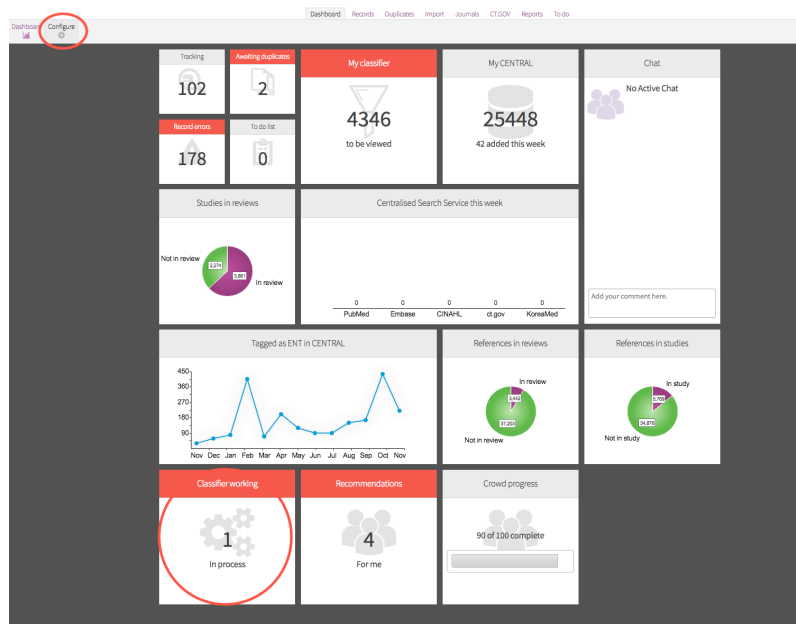 Dashboard Records Duplicates Import Journals CT.GOV Reports To do
Dashboard Configure
Tracking
102
Awaiting duplicates
2
My classifier
4346
to be viewed
My CENTRAL
25448
42 added this week
Chat
No Active Chat
Add your comment here.
Record errors
178
To do list
0
Studies in reviews
Not in review
2,274
3,801
In review
Centralised Search Service this week
0 0 0 0 0
PubMed Embase CINAHL ct.gov KoreaMed
Tagged as ENT in CENTRAL
450
360
270
180
90
Nov Dec Jan Feb Mar Apr May Jun Jul Aug Sep Oct Nov
References in reviews
In review
3,442
37,203
Not in review
References in studies
In study
5,769
34,876
Not in study
Classifier working
1
In process
Recommendations
4
For me
Crowd progress
90 of 100 complete